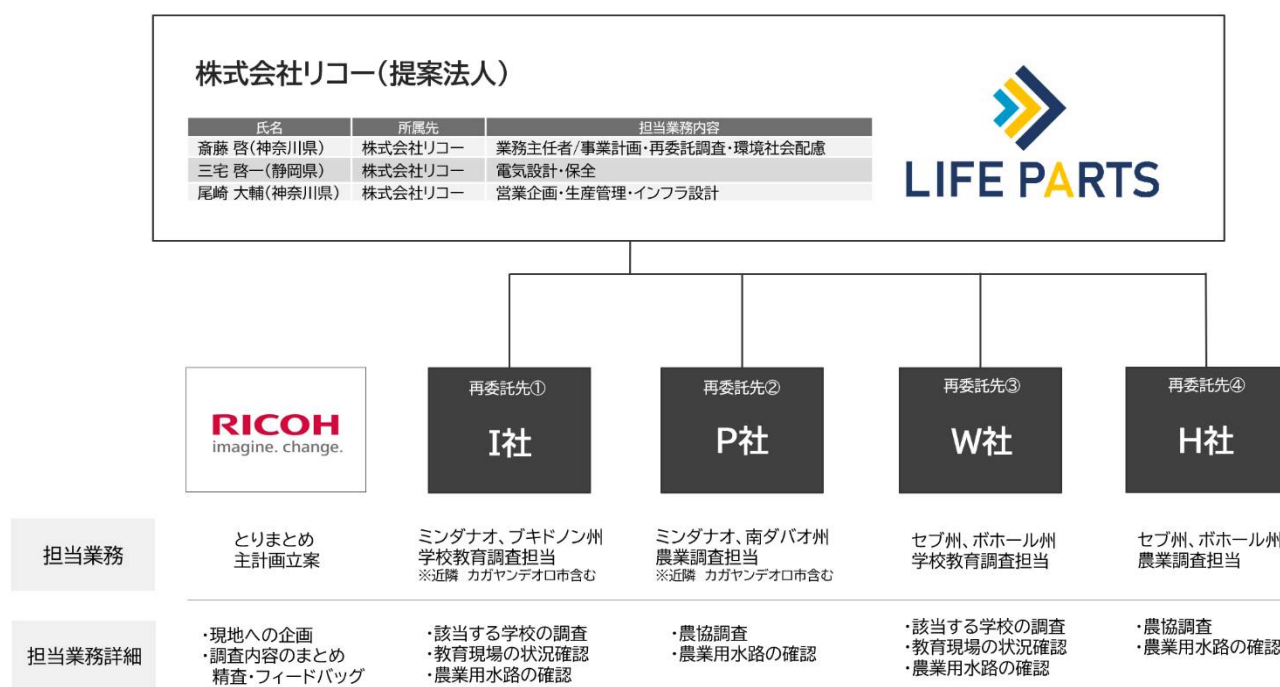 株式会社リコー(提案法人)
氏名 所属先 担当業務内容
斎藤 啓(神奈川県) 株式会社リコー 業務主任者/事業計画・再委託調査・環境社会配慮
三宅 啓一(静岡県) 株式会社リコー 電気設計・保全
尾崎 大輔(神奈川県) 株式会社リコー 営業企画・生産管理・インフラ設計
LIFE PARTS
RICOH
imagine. change.
再委託先①
I社
再委託先②
P社
再委託先③
W社
再委託先④
H社
担当業務
とりまとめ
主計画立案
ミンダナオ、ブキドノン州
学校教育調査担当
※近隣 カガヤンデオロ市含む
ミンダナオ、南ダバオ州
農業調査担当
※近隣 カガヤンデオロ市含む
セブ州、ボホール州
学校教育調査担当
セブ州、ボホール州
農業調査担当
担当業務詳細
・現地への企画
・調査内容のまとめ
精査・フィードバッグ
・該当する学校の調査
・教育現場の状況確認
・農業用水路の確認
・農協調査
・農業用水路の確認
・該当する学校の調査
・教育現場の状況確認
・農業用水路の確認
・農協調査
・農業用水路の確認